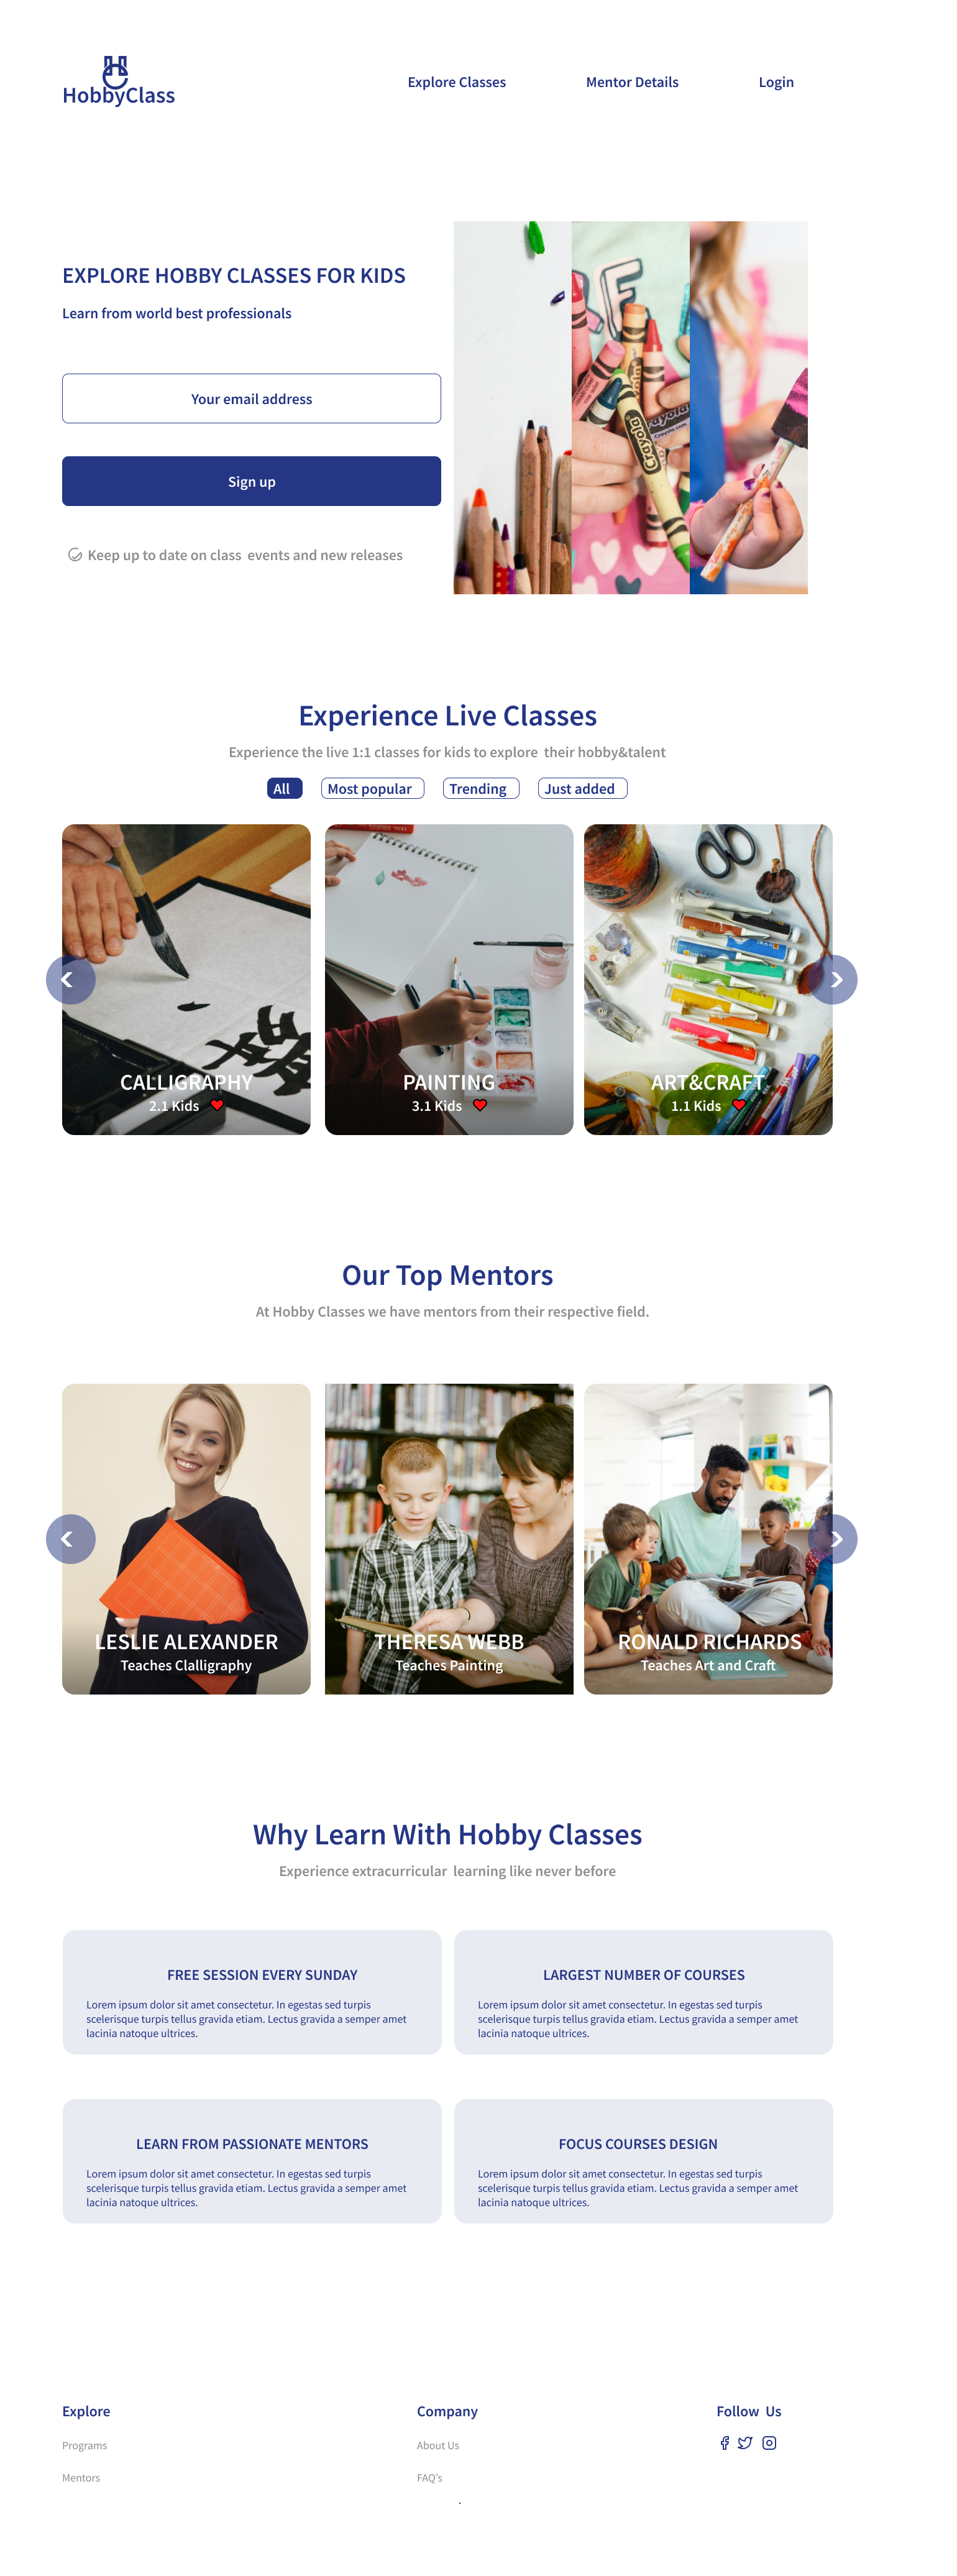 HobbyClass
Explore Classes
Mentor Details
Login
EXPLORE HOBBY CLASSES FOR KIDS
Learn from world best professionals
Your email address
Sign up
Keep up to date on class events and new releases
F
Crayola
Crayola
Crayola.com
Experience Live Classes
Experience the live 1:1 classes for kids to explore their hobby&talent
All
Most popular
Trending
Just added
CALLIGRAPHY
2.1 Kids
PAINTING
3.1 Kids
ART&CRAFT
1.1 Kids
Our Top Mentors
At Hobby Classes we have mentors from their respective field.
LESLIE ALEXANDER
Teaches Clalligraphy
THERESA WEBB
Teaches Painting
RONALD RICHARDS
Teaches Art and Craft
Why Learn With Hobby Classes
Experience extracurricular learning like never before
FREE SESSION EVERY SUNDAY
Lorem ipsum dolor sit amet consectetur. In egestas sed turpis
scelerisque turpis tellus gravida etiam. Lectus gravida a semper amet
lacinia natoque ultrices.
LARGEST NUMBER OF COURSES
Lorem ipsum dolor sit amet consectetur. In egestas sed turpis
scelerisque turpis tellus gravida etiam. Lectus gravida a semper amet
lacinia natoque ultrices.
LEARN FROM PASSIONATE MENTORS
Lorem ipsum dolor sit amet consectetur. In egestas sed turpis
scelerisque turpis tellus gravida etiam. Lectus gravida a semper amet
lacinia natoque ultrices.
FOCUS COURSES DESIGN
Lorem ipsum dolor sit amet consectetur. In egestas sed turpis
scelerisque turpis tellus gravida etiam. Lectus gravida a semper amet
lacinia natoque ultrices.
Explore
Programs
Mentors
Company
About Us
FAQ's
.
Follow Us